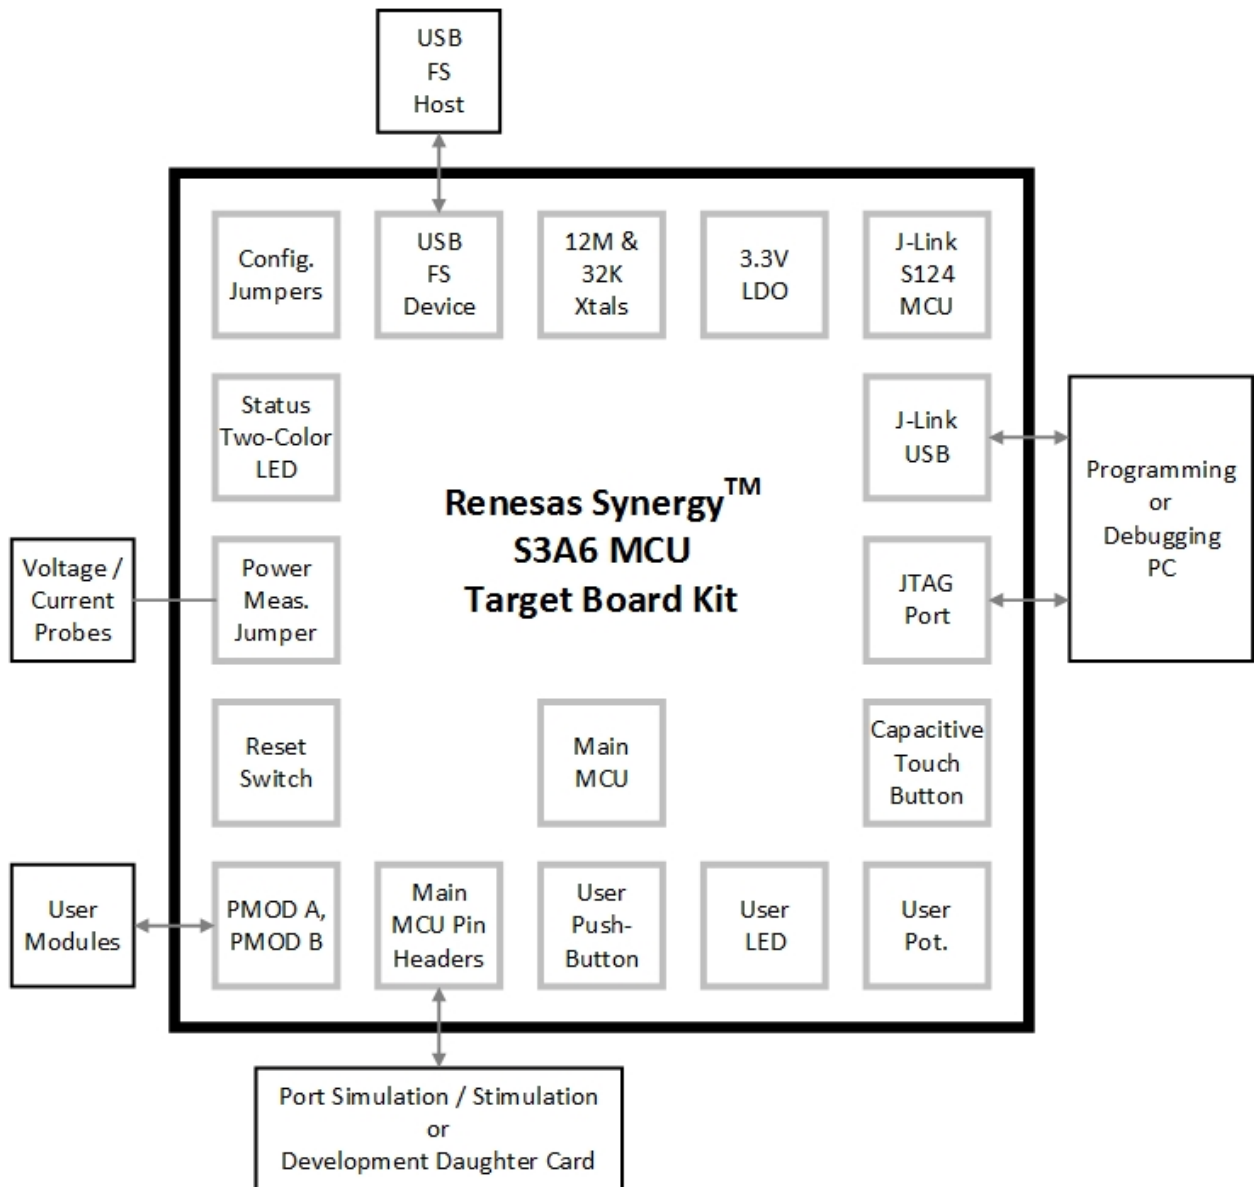 USB
FS
Host
Config.
Jumpers
USB
FS
Device
12M &
32K
Xtals
3.3V
LDO
J-Link
S124
MCU
Status
Two-Color
LED
J-Link
USB
Programming
or
Debugging
PC
Renesas Synergy™
S3A6 MCU
Target Board Kit
Voltage /
Current
Probes
Power
Meas.
Jumper
JTAG
Port
Reset
Switch
Main
MCU
Capacitive
Touch
Button
User
Modules
PMOD A,
PMOD B
Main
MCU Pin
Headers
User
Push-
Button
User
LED
User
Pot.
Port Simulation / Stimulation
or
Development Daughter Card